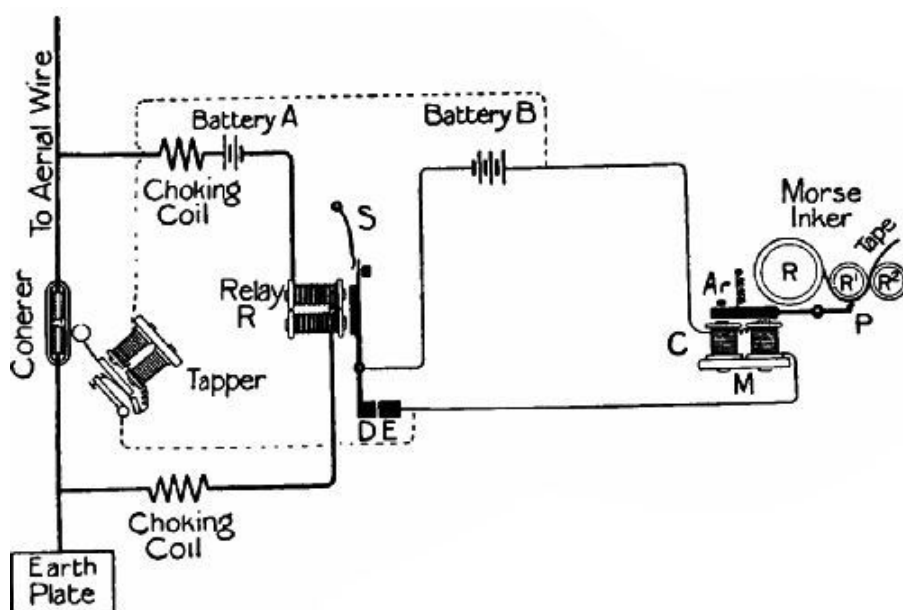 To Aerial Wire
Battery A
Battery B
Choking
Coil
S
Morse
Inker
Tape
R
R¹
R²
Ar
P
Relay
R
Coherer
Tapper
C
M
D E
Choking
Coil
Earth
Plate